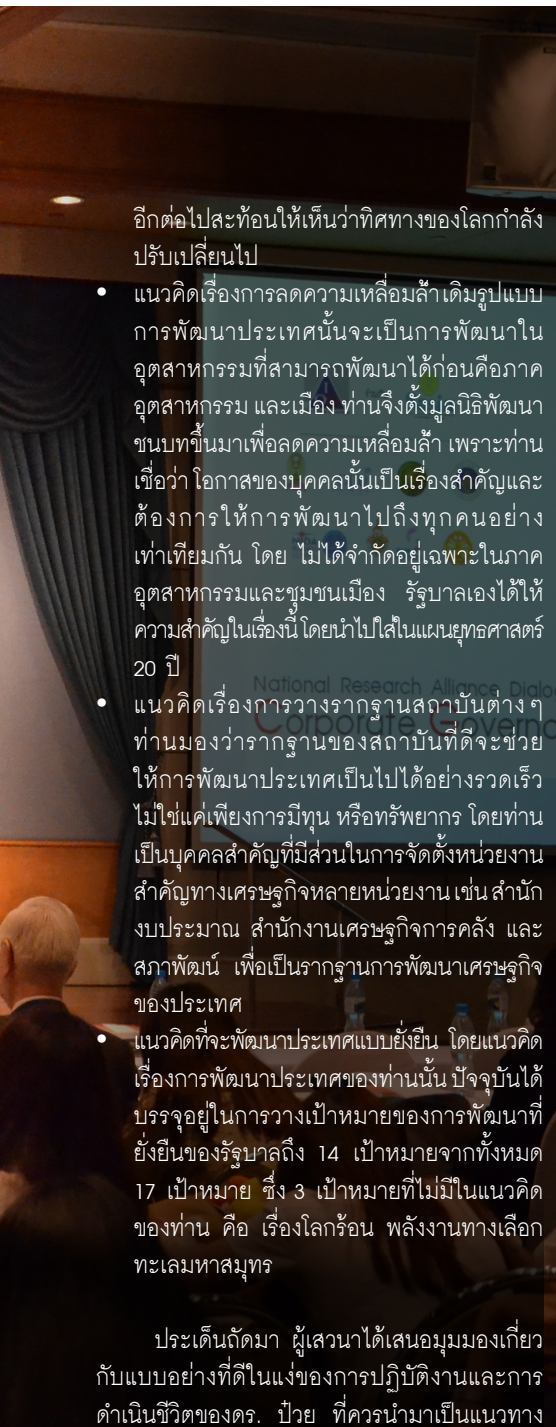 อีกต่อไปสะท้อนให้เห็นว่าทิศทางของโลกกำลัง
ปรับเปลี่ยนไป
• แนวคิดเรื่องการลดความเหลื่อมล้ำ เดิมรูปแบบ
การพัฒนาประเทศนั้นจะเป็นการพัฒนาใน
อุตสาหกรรมที่สามารถพัฒนาได้ก่อนคือภาค
อุตสาหกรรม และเมือง ท่านจึงตั้งมูลนิธิพัฒนา
ชนบทขึ้นมาเพื่อลดความเหลื่อมล้ำ เพราะท่าน
เชื่อว่า โอกาสของบุคคลนั้นเป็นเรื่องสำคัญและ
ต้องการให้การพัฒนาไปถึงทุกคนอย่าง
เท่าเทียมกัน โดย ไม่ได้จำกัดอยู่เฉพาะในภาค
อุตสาหกรรมและชุมชนเมือง รัฐบาลเองได้ให้
ความสำคัญในเรื่องนี้ โดยนำไปใส่ในแผนยุทธศาสตร์
20 ปี
National Research Alliance Dialo
Corporate Governa
• แนวคิดเรื่องการวางรากฐานสถาบันต่าง ๆ
ท่านมองว่ารากฐานของสถาบันที่ดีจะช่วย
ให้การพัฒนาประเทศเป็นไปได้อย่างรวดเร็ว
ไม่ใช่แค่เพียงการมีทุน หรือทรัพยากร โดยท่าน
เป็นบุคคลสำคัญที่มีส่วนในการจัดตั้งหน่วยงาน
สำคัญทางเศรษฐกิจหลายหน่วยงาน เช่น สำนัก
งบประมาณ สำนักงานเศรษฐกิจการคลัง และ
สภาพัฒน์ เพื่อเป็นรากฐานการพัฒนาเศรษฐกิจ
ของประเทศ
• แนวคิดที่จะพัฒนาประเทศแบบยั่งยืน โดยแนวคิด
เรื่องการพัฒนาประเทศของท่านนั้น ปัจจุบันได้
บรรจุอยู่ในการวางเป้าหมายของการพัฒนาที่
ยั่งยืนของรัฐบาลถึง 14 เป้าหมายจากทั้งหมด
17 เป้าหมาย ซึ่ง 3 เป้าหมายที่ไม่มีในแนวคิด
ของท่าน คือ เรื่องโลกร้อน พลังงานทางเลือก
ทะเลมหาสมุทร
ประเด็นถัดมา ผู้เสวนาได้เสนอมุมมองเกี่ยว
กับแบบอย่างที่ดีในแง่ของการปฏิบัติงานและการ
ดำเนินชีวิตของดร. ป๋วย ที่ควรนำมาเป็นแนวทาง